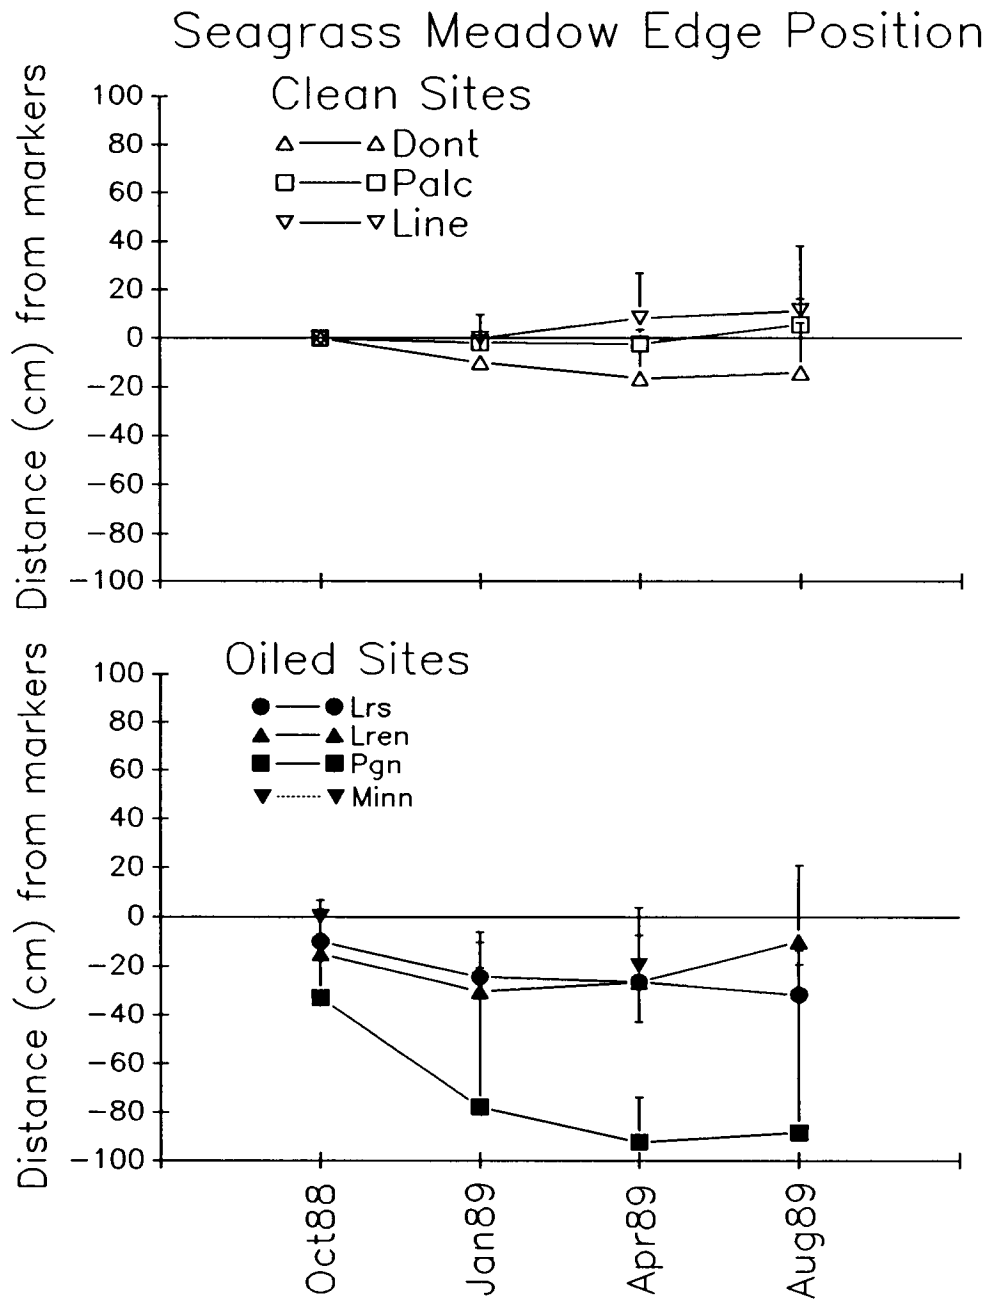 Seagrass Meadow Edge Position
Distance (cm) from markers
Clean Sites
Dont
Palc
Line
100
80
60
40
20
0
−20
−40
−60
−80
−100
Distance (cm) from markers
Oiled Sites
Lrs
Lren
Pgn
Minn
100
80
60
40
20
0
−20
−40
−60
−80
−100
Oct88
Jan89
Apr89
Aug89